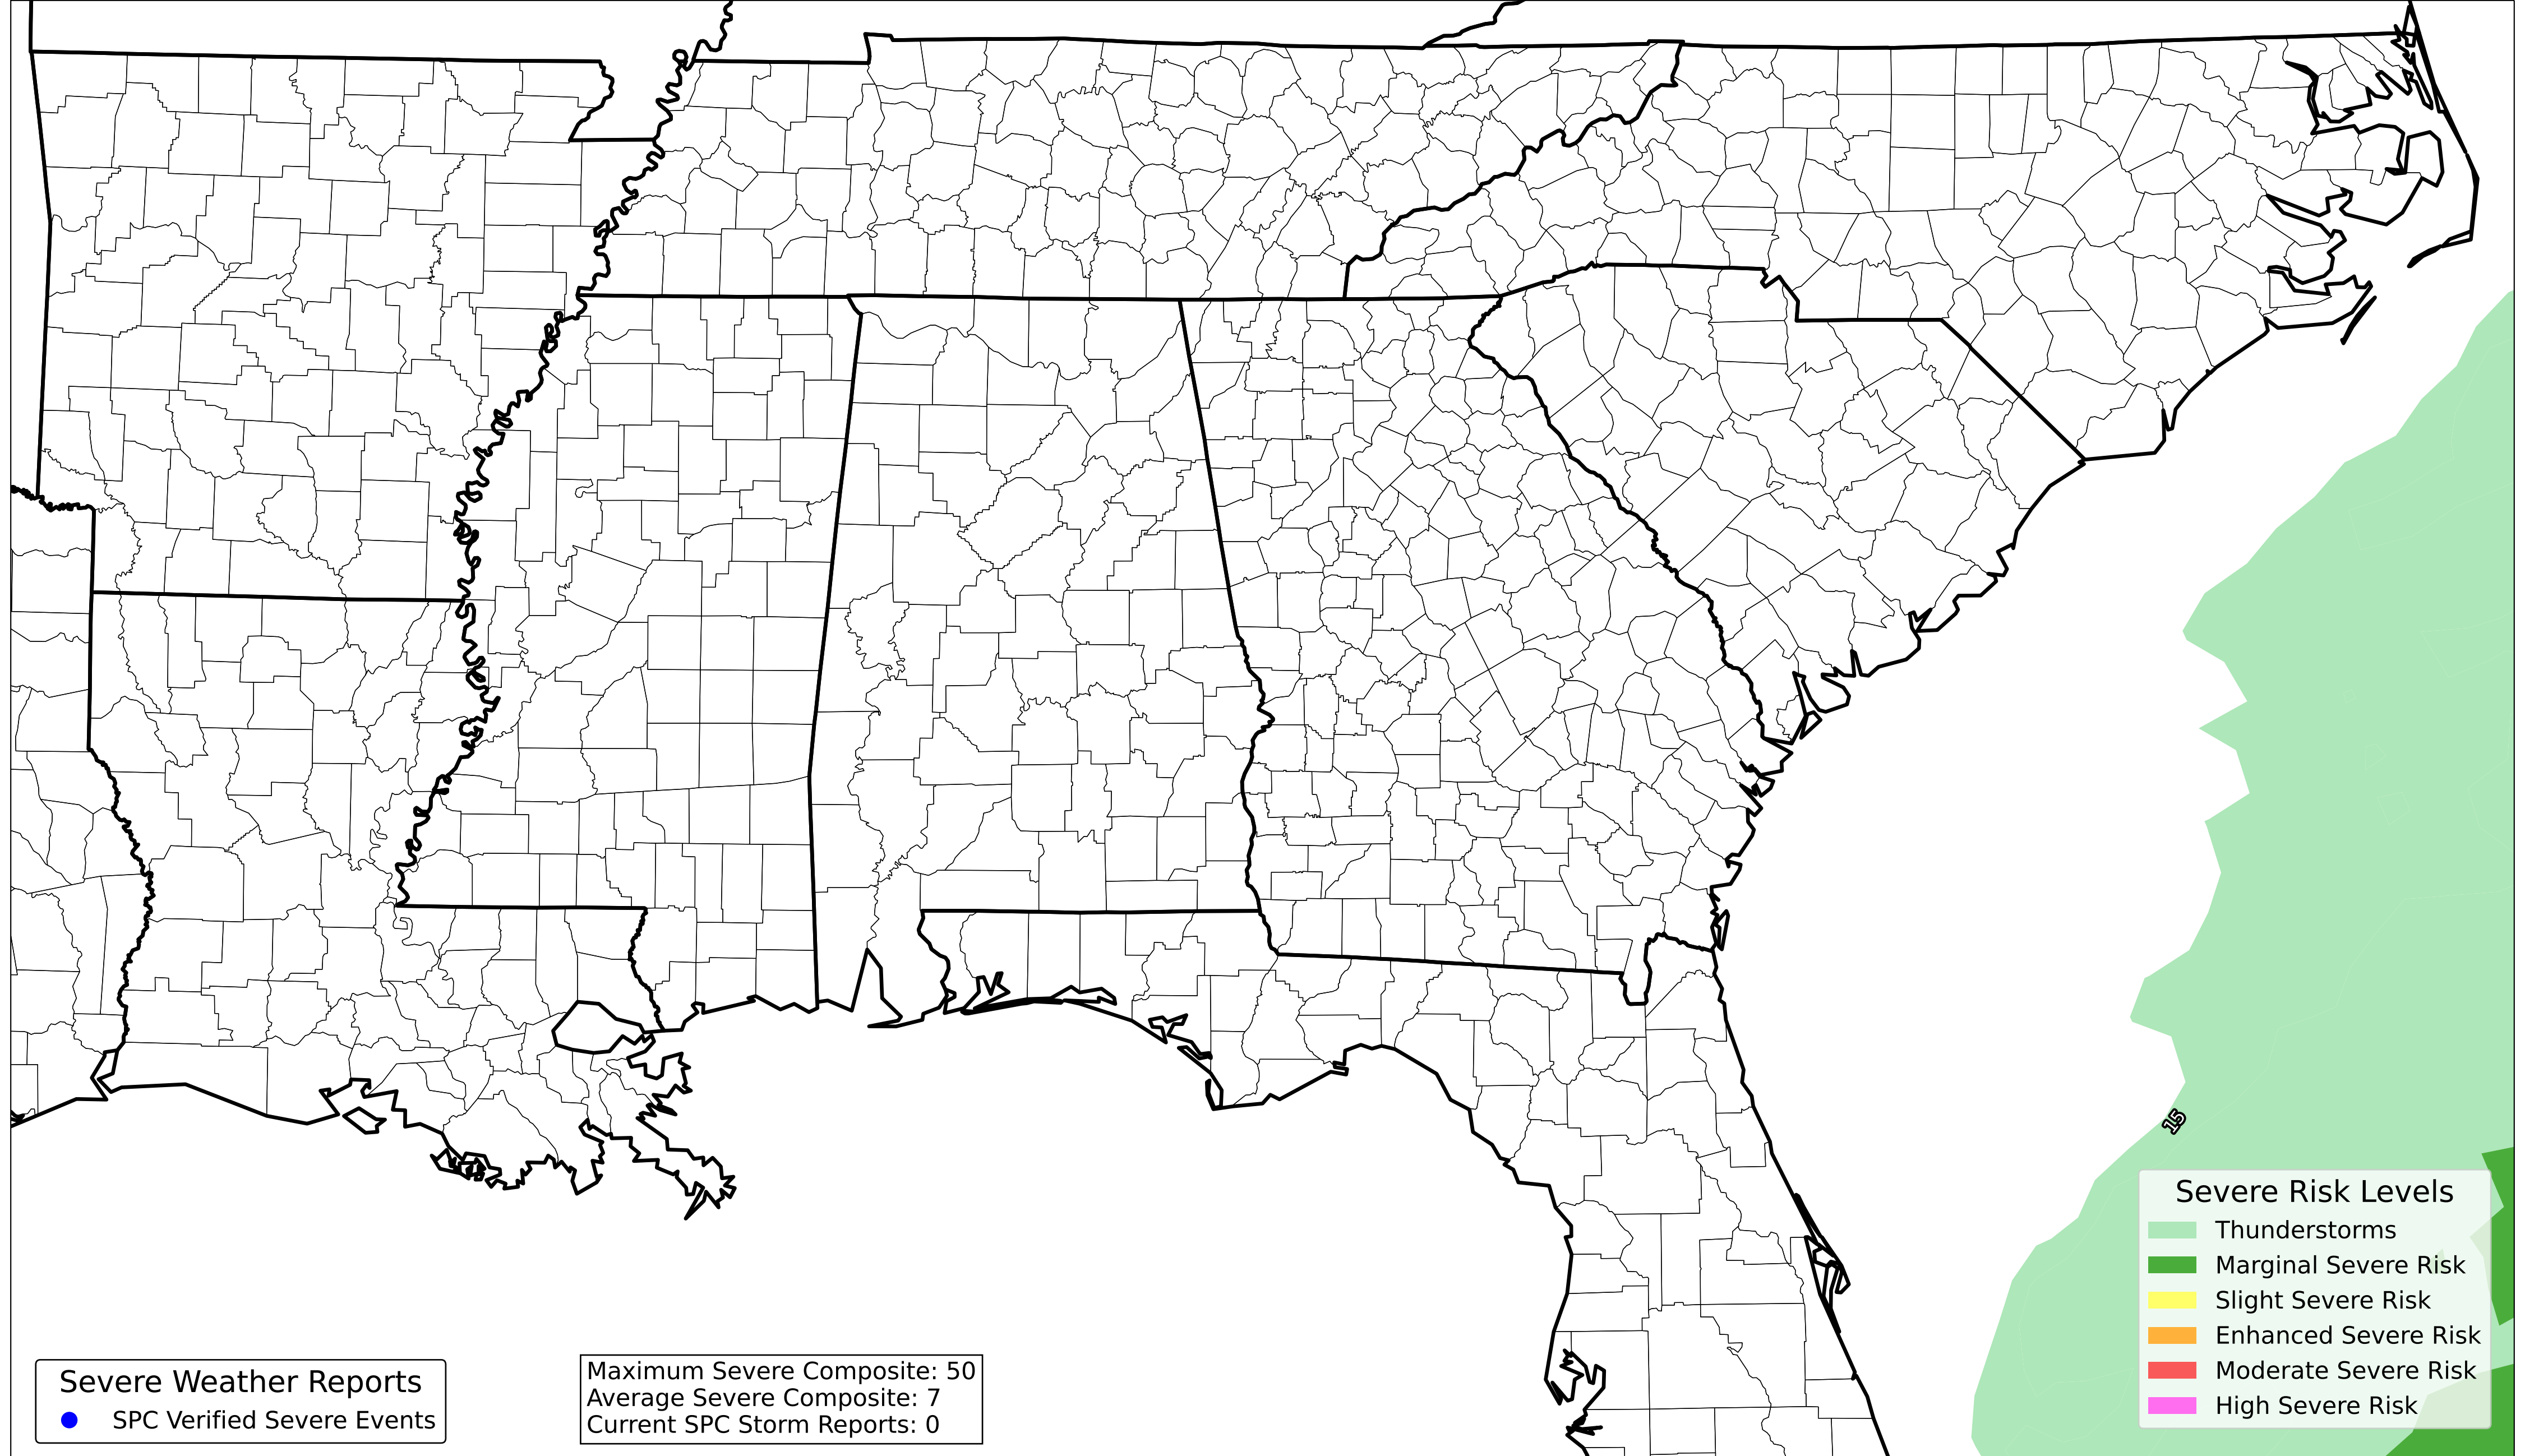 15
Severe Risk Levels
Thunderstorms
Marginal Severe Risk
Slight Severe Risk
Enhanced Severe Risk
Moderate Severe Risk
High Severe Risk
Severe Weather Reports
SPC Verified Severe Events
Maximum Severe Composite: 50
Average Severe Composite: 7
Current SPC Storm Reports: 0